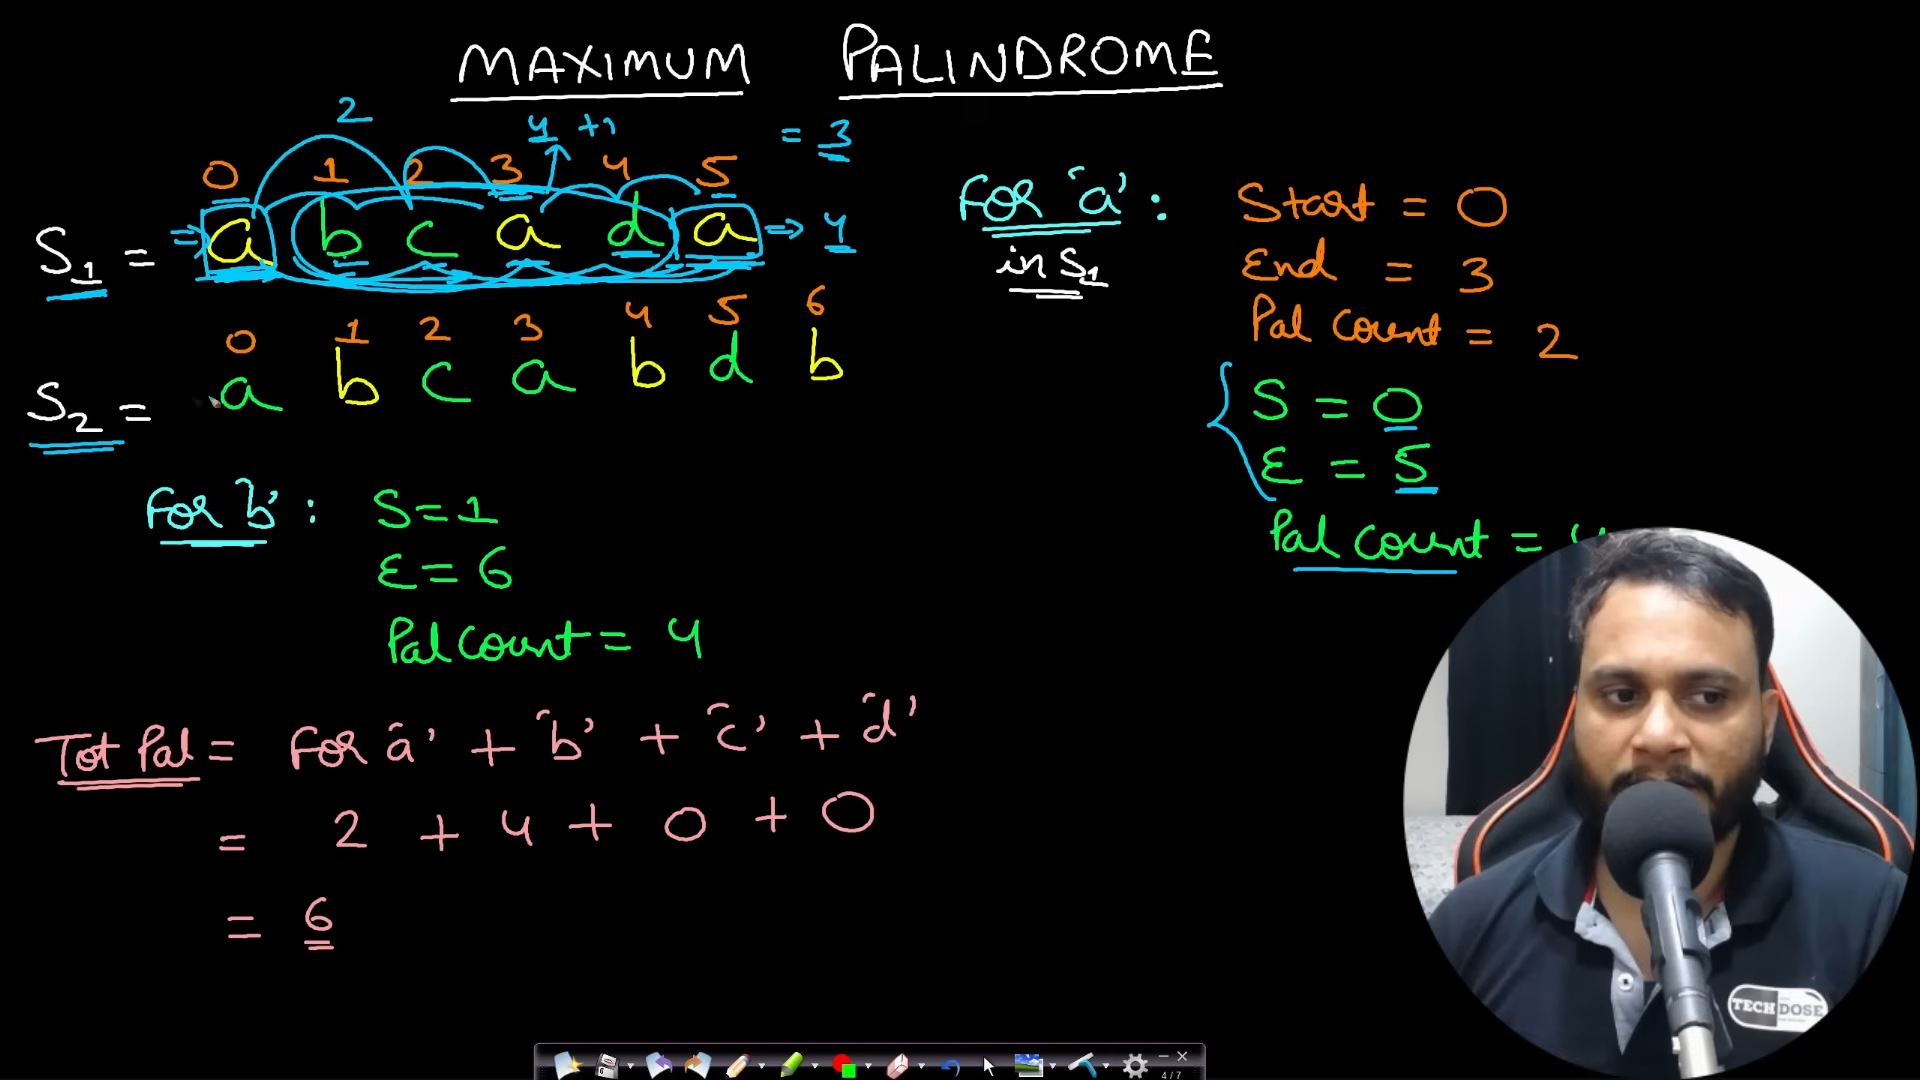 MAXIMUM PALINDROME
2 4 +1 = 3
0 1 2 3 4 5
S1 = ⇒ a b c a d a ⇒ 4
0 1 2 3 4 5 6
S2 = a b c a b d b
For 'b' : S = 1
E = 6
Pal count = 4
Tot Pal = For 'a' + 'b' + 'c' + 'd'
= 2 + 4 + 0 + 0
= 6
For 'a' : Start = 0
in S1 End = 3
Pal Count = 2
S = 0
E = 5
Pal count =
TECH DOSE
4/7